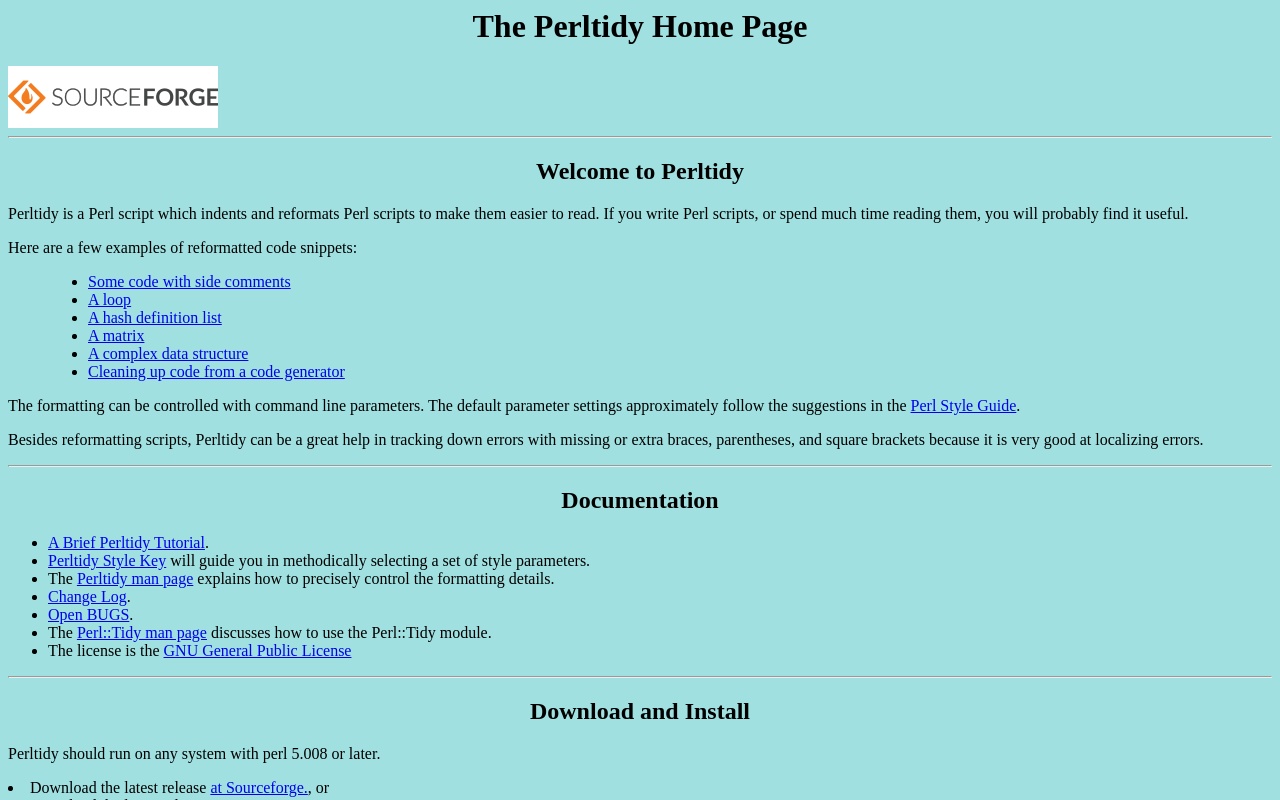 The Perltidy Home Page
SOURCEFORGE
Welcome to Perltidy
Perltidy is a Perl script which indents and reformats Perl scripts to make them easier to read. If you write Perl scripts, or spend much time reading them, you will probably find it useful.
Here are a few examples of reformatted code snippets:
Some code with side comments
A loop
A hash definition list
A matrix
A complex data structure
Cleaning up code from a code generator
The formatting can be controlled with command line parameters. The default parameter settings approximately follow the suggestions in the Perl Style Guide.
Besides reformatting scripts, Perltidy can be a great help in tracking down errors with missing or extra braces, parentheses, and square brackets because it is very good at localizing errors.
Documentation
A Brief Perltidy Tutorial.
Perltidy Style Key will guide you in methodically selecting a set of style parameters.
The Perltidy man page explains how to precisely control the formatting details.
Change Log.
Open BUGS.
The Perl::Tidy man page discusses how to use the Perl::Tidy module.
The license is the GNU General Public License
Download and Install
Perltidy should run on any system with perl 5.008 or later.
Download the latest release at Sourceforge., or